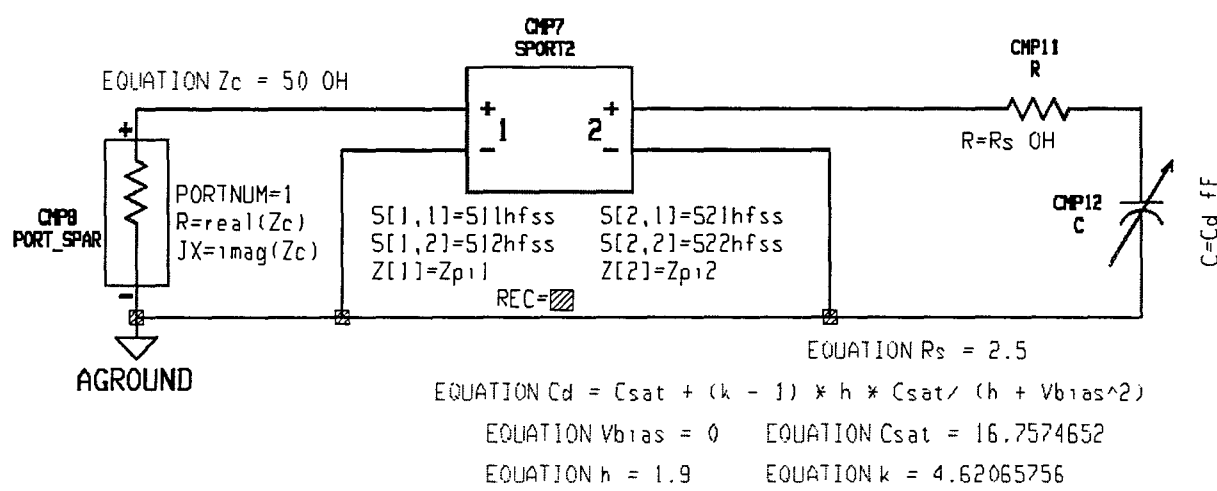 CMP7
SPORT2
CMP11
R
EQUATION Zc = 50 OH
+
1
-
+
2
-
R=Rs OH
+
PORTNUM=1
R=real(Zc)
JX=imag(Zc)
CMP8
PORT_SPAR
-
S[1,1]=S11hfss S[2,1]=S21hfss
S[1,2]=S12hfss S[2,2]=S22hfss
Z[1]=Zpi1 Z[2]=Zpi2
REC=
CMP12
C
C=Cd fF
AGROUND
EQUATION Rs = 2.5
EQUATION Cd = Csat + (k - 1) * h * Csat/ (h + Vbias^2)
EQUATION Vbias = 0 EQUATION Csat = 16.7574652
EQUATION h = 1.9 EQUATION k = 4.62065756